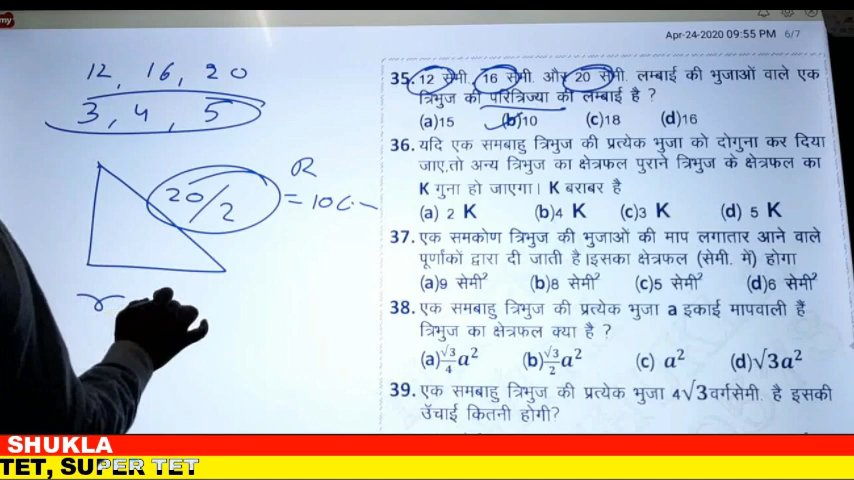 my
Apr-24-2020 09:55 PM 6/7
12, 16, 20
3, 4, 5
20/2
R
= 10c
r
35. 12 सेमी. 16 सेमी. और 20 सेमी. लम्बाई की भुजाओं वाले एक
त्रिभुज की परित्रिज्या की लम्बाई है ?
(a)15 (b)10 (c)18 (d)16
36. यदि एक समबाहु त्रिभुज की प्रत्येक भुजा को दोगुना कर दिया
जाए,तो अन्य त्रिभुज का क्षेत्रफल पुराने त्रिभुज के क्षेत्रफल का
K गुना हो जाएगा। K बराबर है
(a) 2 K (b)4 K (c)3 K (d) 5 K
37. एक समकोण त्रिभुज की भुजाओं की माप लगातार आने वाले
पूर्णांकों द्वारा दी जाती है।इसका क्षेत्रफल (सेमी. में) होगा
(a)9 सेमी² (b)8 सेमी² (c)5 सेमी² (d)6 सेमी²
38. एक समबाहु त्रिभुज की प्रत्येक भुजा a इकाई मापवाली हैं
त्रिभुज का क्षेत्रफल क्या है ?
(a)√3/4 a² (b)√3/2 a² (c) a² (d)√3a²
39. एक समबाहु त्रिभुज की प्रत्येक भुजा 4√3वर्गसेमी. है इसकी
उँचाई कितनी होगी?
SHUKLA
TET, SUPER TET